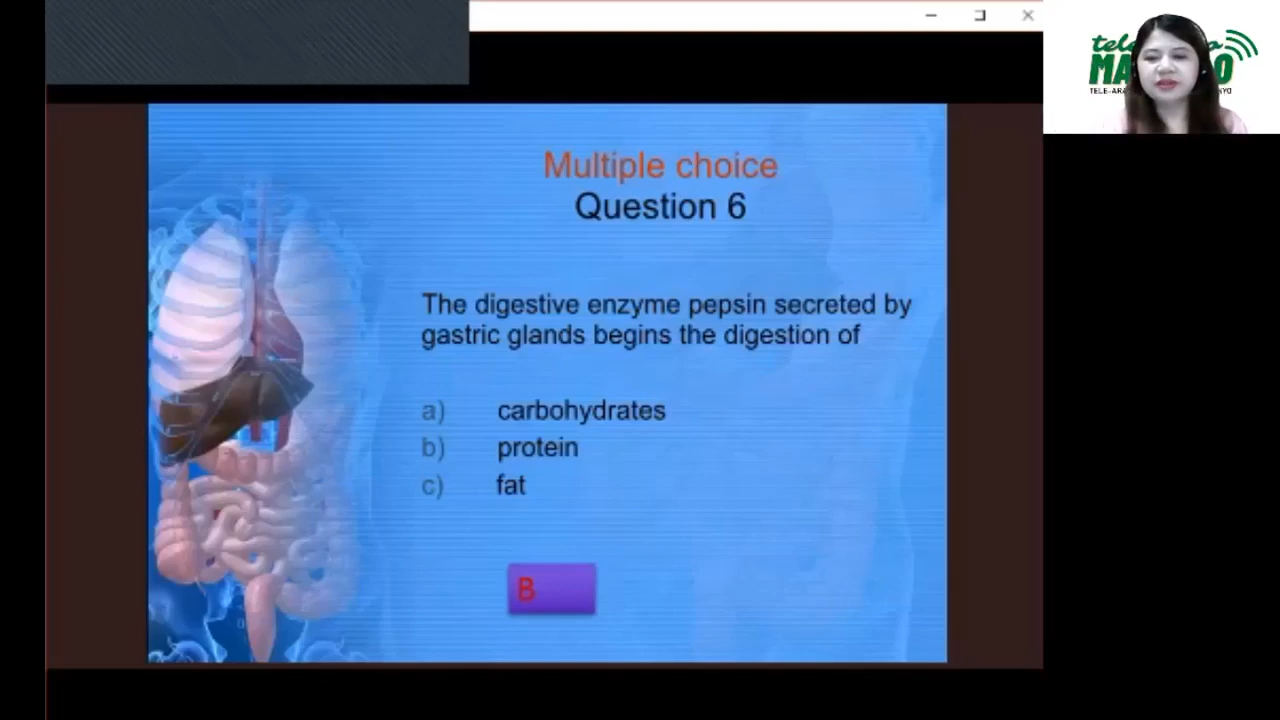 Multiple choice
Question 6
The digestive enzyme pepsin secreted by
gastric glands begins the digestion of
a) carbohydrates
b) protein
c) fat
B